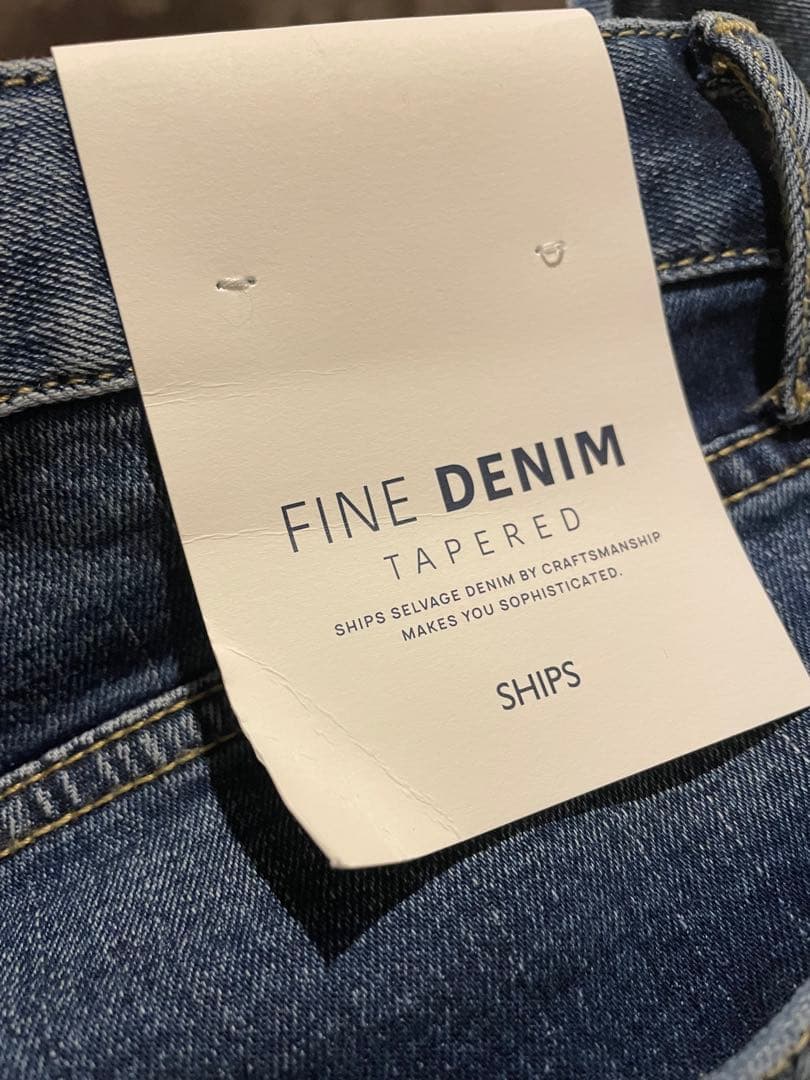 FINE DENIM
TAPERED
SHIPS SELVAGE DENIM BY CRAFTSMANSHIP
MAKES YOU SOPHISTICATED.
SHIPS